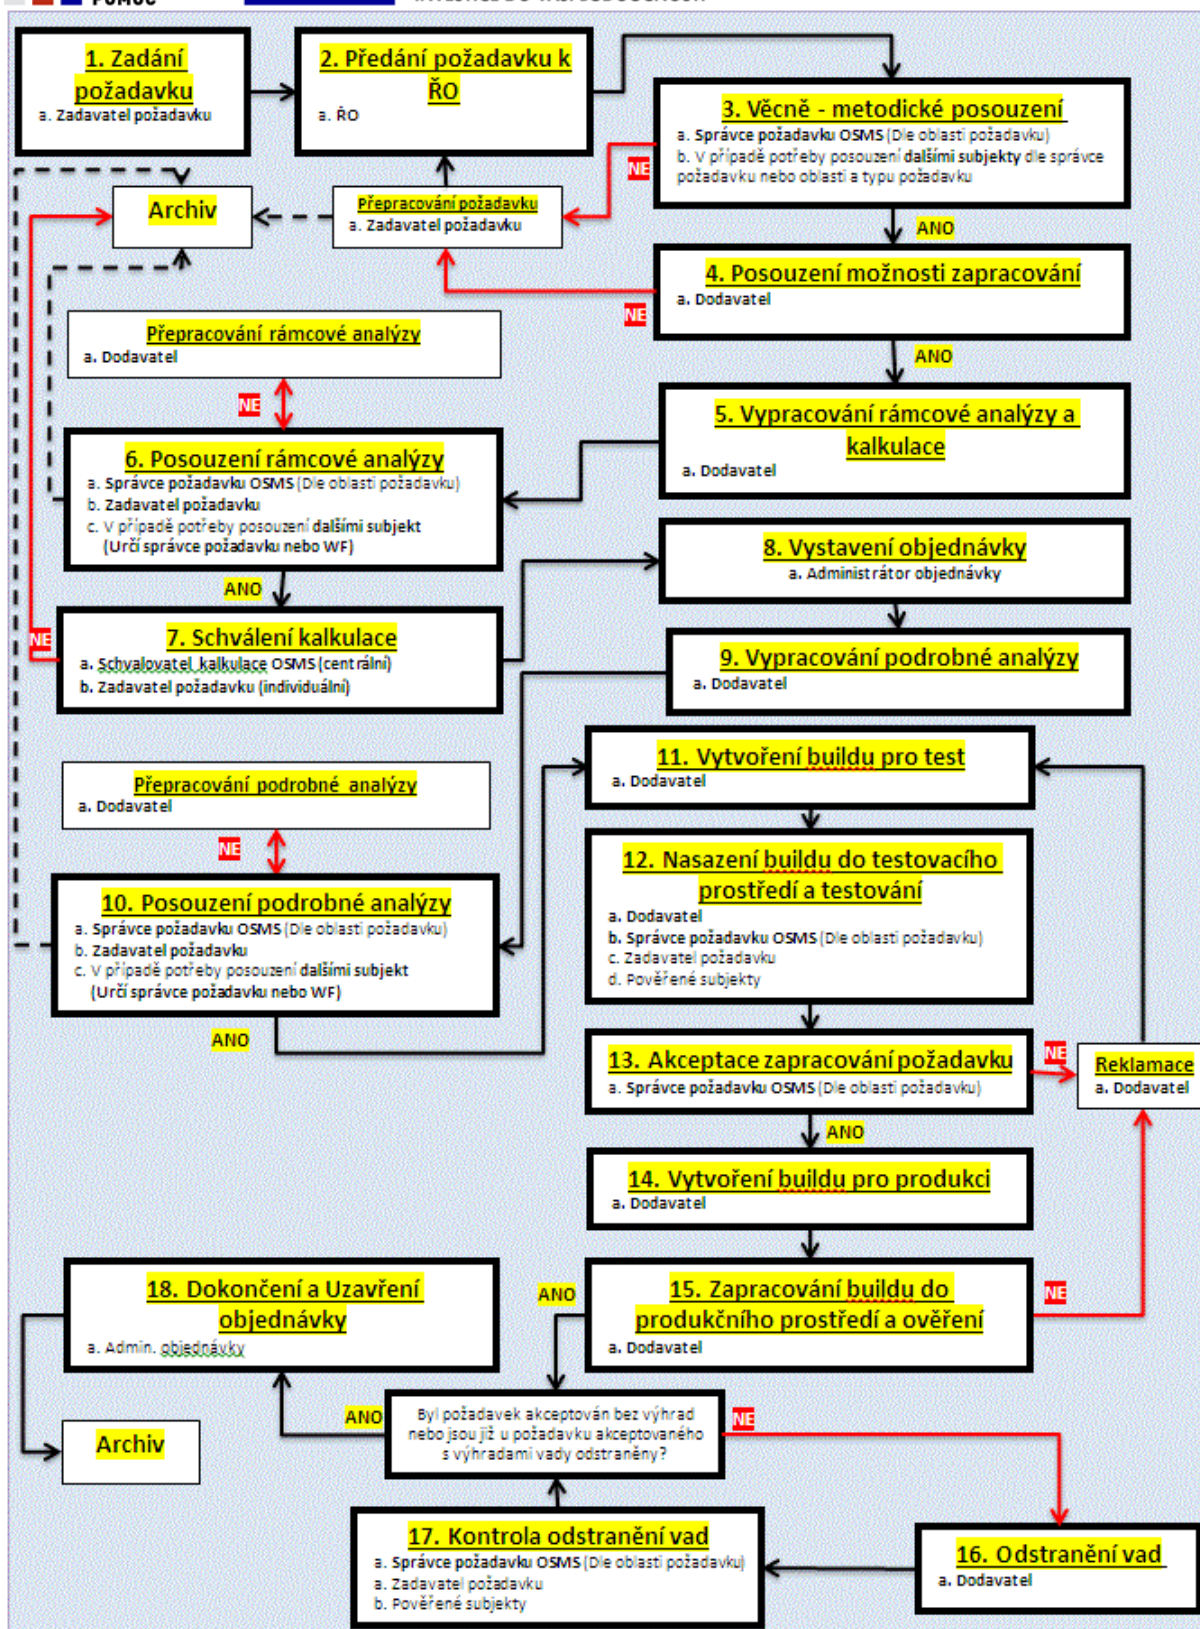 POMOC
1. Zadání
požadavku
a. Zadavatel požadavku
2. Předání požadavku k
ŘO
a. ŘO
3. Věcně - metodické posouzení
a. Správce požadavku OSMS (Dle oblasti požadavku)
b. V případě potřeby posouzení dalšími subjekty dle správce
požadavku nebo oblasti a typu požadavku
NE
Archiv
Přepracování požadavku
a. Zadavatel požadavku
ANO
4. Posouzení možnosti zapracování
a. Dodavatel
NE
Přepracování rámcové analýzy
a. Dodavatel
ANO
NE
5. Vypracování rámcové analýzy a
kalkulace
a. Dodavatel
6. Posouzení rámcové analýzy
a. Správce požadavku OSMS (Dle oblasti požadavku)
b. Zadavatel požadavku
c. V případě potřeby posouzení dalšími subjekt
(Určí správce požadavku nebo WF)
8. Vystavení objednávky
a. Administrátor objednávky
ANO
NE
7. Schválení kalkulace
a. Schvalovatel kalkulace OSMS (centrální)
b. Zadavatel požadavku (individuální)
9. Vypracování podrobné analýzy
a. Dodavatel
11. Vytvoření buildu pro test
a. Dodavatel
Přepracování podrobné analýzy
a. Dodavatel
NE
12. Nasazení buildu do testovacího
prostředí a testování
a. Dodavatel
b. Správce požadavku OSMS (Dle oblasti požadavku)
c. Zadavatel požadavku
d. Pověřené subjekty
10. Posouzení podrobné analýzy
a. Správce požadavku OSMS (Dle oblasti požadavku)
b. Zadavatel požadavku
c. V případě potřeby posouzení dalšími subjekt
(Určí správce požadavku nebo WF)
ANO
13. Akceptace zapracování požadavku
a. Správce požadavku OSMS (Dle oblasti požadavku)
NE
Reklamace
a. Dodavatel
ANO
14. Vytvoření buildu pro produkci
a. Dodavatel
18. Dokončení a Uzavření
objednávky
a. Admin. objednávky
ANO
15. Zapracování buildu do
produkčního prostředí a ověření
a. Dodavatel
NE
ANO
Byl požadavek akceptován bez výhrad
nebo jsou již u požadavku akceptovaného
s výhradami vady odstraněny?
NE
Archiv
17. Kontrola odstranění vad
a. Správce požadavku OSMS (Dle oblasti požadavku)
a. Zadavatel požadavku
b. Pověřené subjekty
16. Odstranění vad
a. Dodavatel